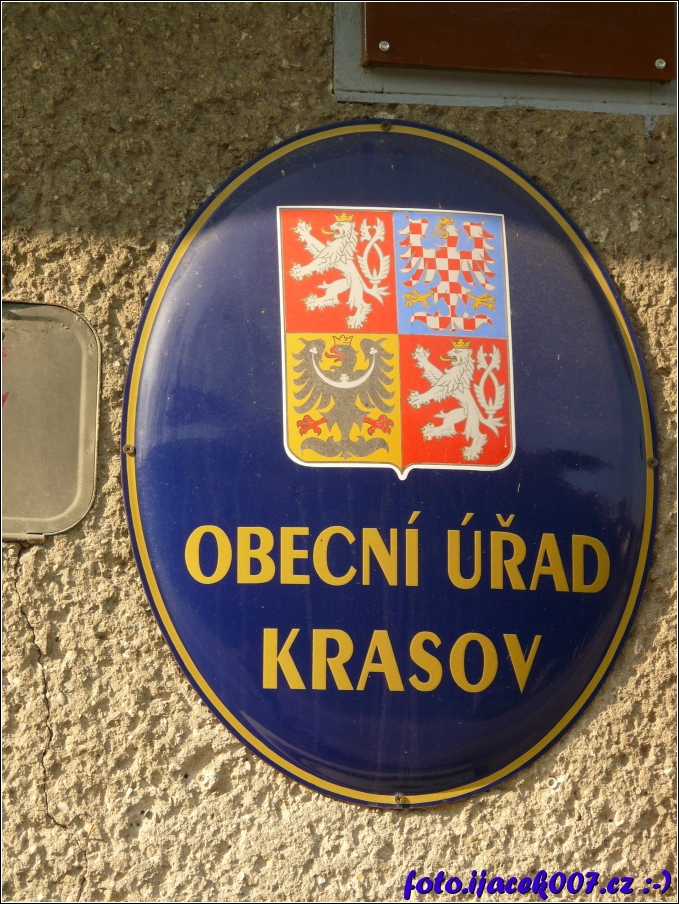 OBECNÍ ÚŘAD
KRASOV
foto.ijacek007.cz :-)